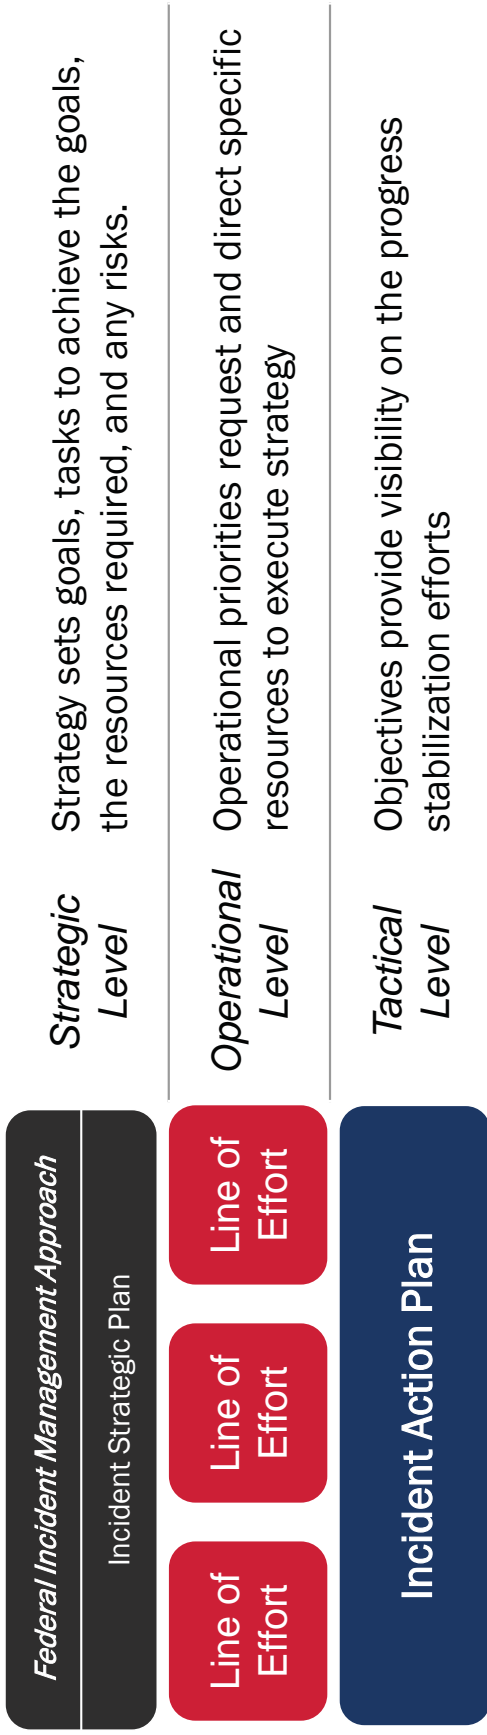 Federal Incident Management Approach
Incident Strategic Plan
Strategic
Level
Strategy sets goals, tasks to achieve the goals,
the resources required, and any risks.
Line of
Effort
Line of
Effort
Line of
Effort
Operational
Level
Operational priorities request and direct specific
resources to execute strategy
Incident Action Plan
Tactical
Level
Objectives provide visibility on the progress
stabilization efforts